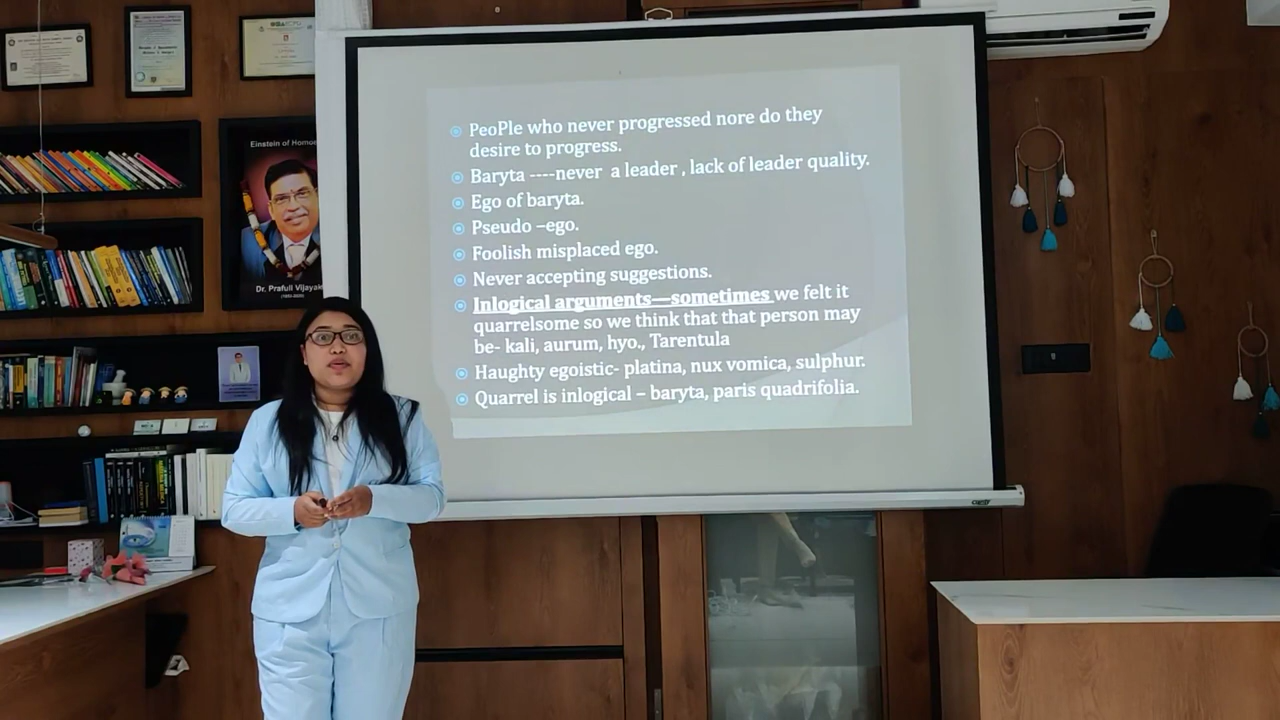 Einstein of Homoe
Dr. Prafull Vijayak
PeoPle who never progressed nore do they
desire to progress.
Baryta ----never a leader , lack of leader quality.
Ego of baryta.
Pseudo –ego.
Foolish misplaced ego.
Never accepting suggestions.
Inlogical arguments—sometimes we felt it
quarrelsome so we think that that person may
be- kali, aurum, hyo., Tarentula
Haughty egoistic- platina, nux vomica, sulphur.
Quarrel is inlogical – baryta, paris quadrifolia.